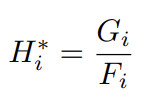 H_i^* = \frac{G_i}{F_i}